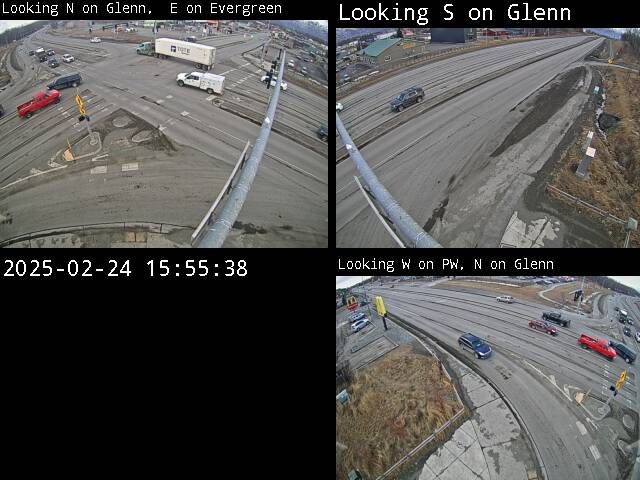 Looking N on Glenn,  E on Evergreen
Looking S on Glenn
2025-02-24 15:55:38
Looking W on PW, N on Glenn